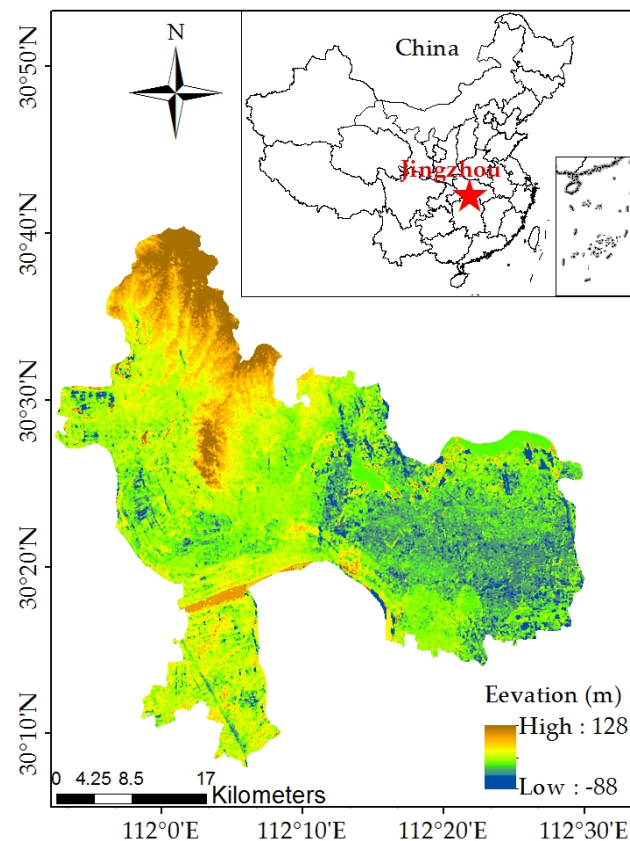 N
China
Jingzhou
30°50'N
30°40'N
30°30'N
30°20'N
30°10'N
Eevation (m)
High : 128
Low : -88
0 4.25 8.5 17
Kilometers
112°0'E 112°10'E 112°20'E 112°30'E